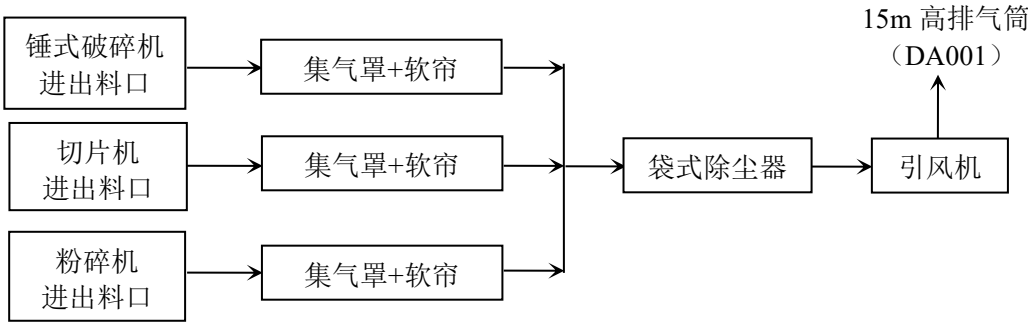 15m 高排气筒
（DA001）
锤式破碎机
进出料口
集气罩+软帘
切片机
进出料口
集气罩+软帘
袋式除尘器
引风机
粉碎机
进出料口
集气罩+软帘